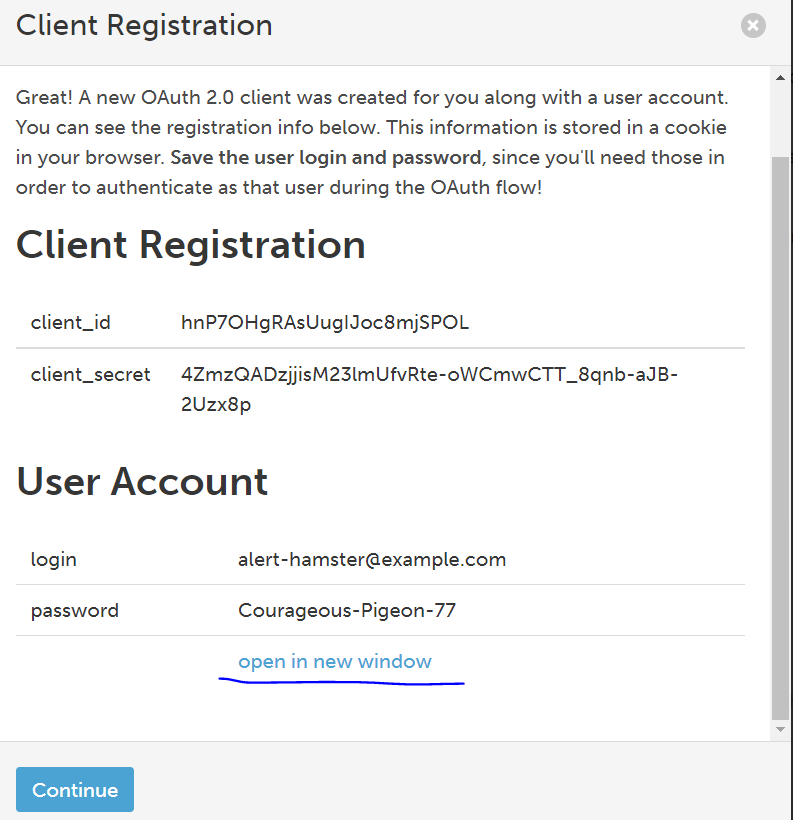 Client Registration
Great! A new OAuth 2.0 client was created for you along with a user account.
You can see the registration info below. This information is stored in a cookie
in your browser. Save the user login and password, since you'll need those in
order to authenticate as that user during the OAuth flow!
Client Registration
client_id hnP7OHgRAsUugIJoc8mjSPOL
client_secret 4ZmzQADzjjisM23lmUfvRte-oWCmwCTT_8qnb-aJB-
2Uzx8p
User Account
login alert-hamster@example.com
password Courageous-Pigeon-77
open in new window
Continue